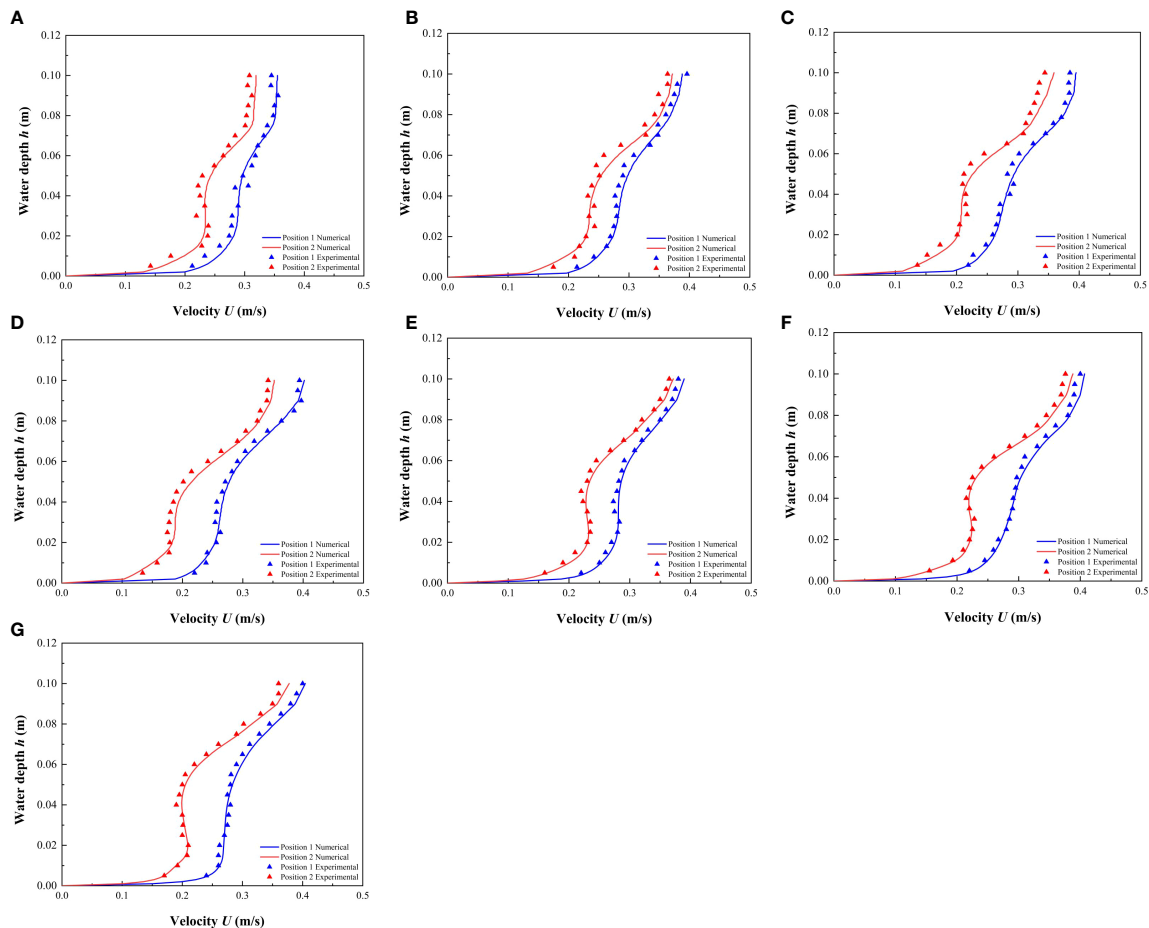 A
0.12
0.10
0.08
0.06
0.04
0.02
0.00
Water depth h (m)
Position 1 Numerical
Position 2 Numerical
Position 1 Experimental
Position 2 Experimental
0.0 0.1 0.2 0.3 0.4 0.5
Velocity U (m/s)
B
0.12
0.10
0.08
0.06
0.04
0.02
0.00
Water depth h (m)
Position 1 Numerical
Position 2 Numerical
Position 1 Experimental
Position 2 Experimental
0.0 0.1 0.2 0.3 0.4 0.5
Velocity U (m/s)
C
0.12
0.10
0.08
0.06
0.04
0.02
0.00
Water depth h (m)
Position 1 Numerical
Position 2 Numerical
Position 1 Experimental
Position 2 Experimental
0.0 0.1 0.2 0.3 0.4 0.5
Velocity U (m/s)
D
0.12
0.10
0.08
0.06
0.04
0.02
0.00
Water depth h (m)
Position 1 Numerical
Position 2 Numerical
Position 1 Experimental
Position 2 Experimental
0.0 0.1 0.2 0.3 0.4 0.5
Velocity U (m/s)
E
0.12
0.10
0.08
0.06
0.04
0.02
0.00
Water depth h (m)
Position 1 Numerical
Position 2 Numerical
Position 1 Experimental
Position 2 Experimental
0.0 0.1 0.2 0.3 0.4 0.5
Velocity U (m/s)
F
0.12
0.10
0.08
0.06
0.04
0.02
0.00
Water depth h (m)
Position 1 Numerical
Position 2 Numerical
Position 1 Experimental
Position 2 Experimental
0.0 0.1 0.2 0.3 0.4 0.5
Velocity U (m/s)
G
0.12
0.10
0.08
0.06
0.04
0.02
0.00
Water depth h (m)
Position 1 Numerical
Position 2 Numerical
Position 1 Experimental
Position 2 Experimental
0.0 0.1 0.2 0.3 0.4 0.5
Velocity U (m/s)